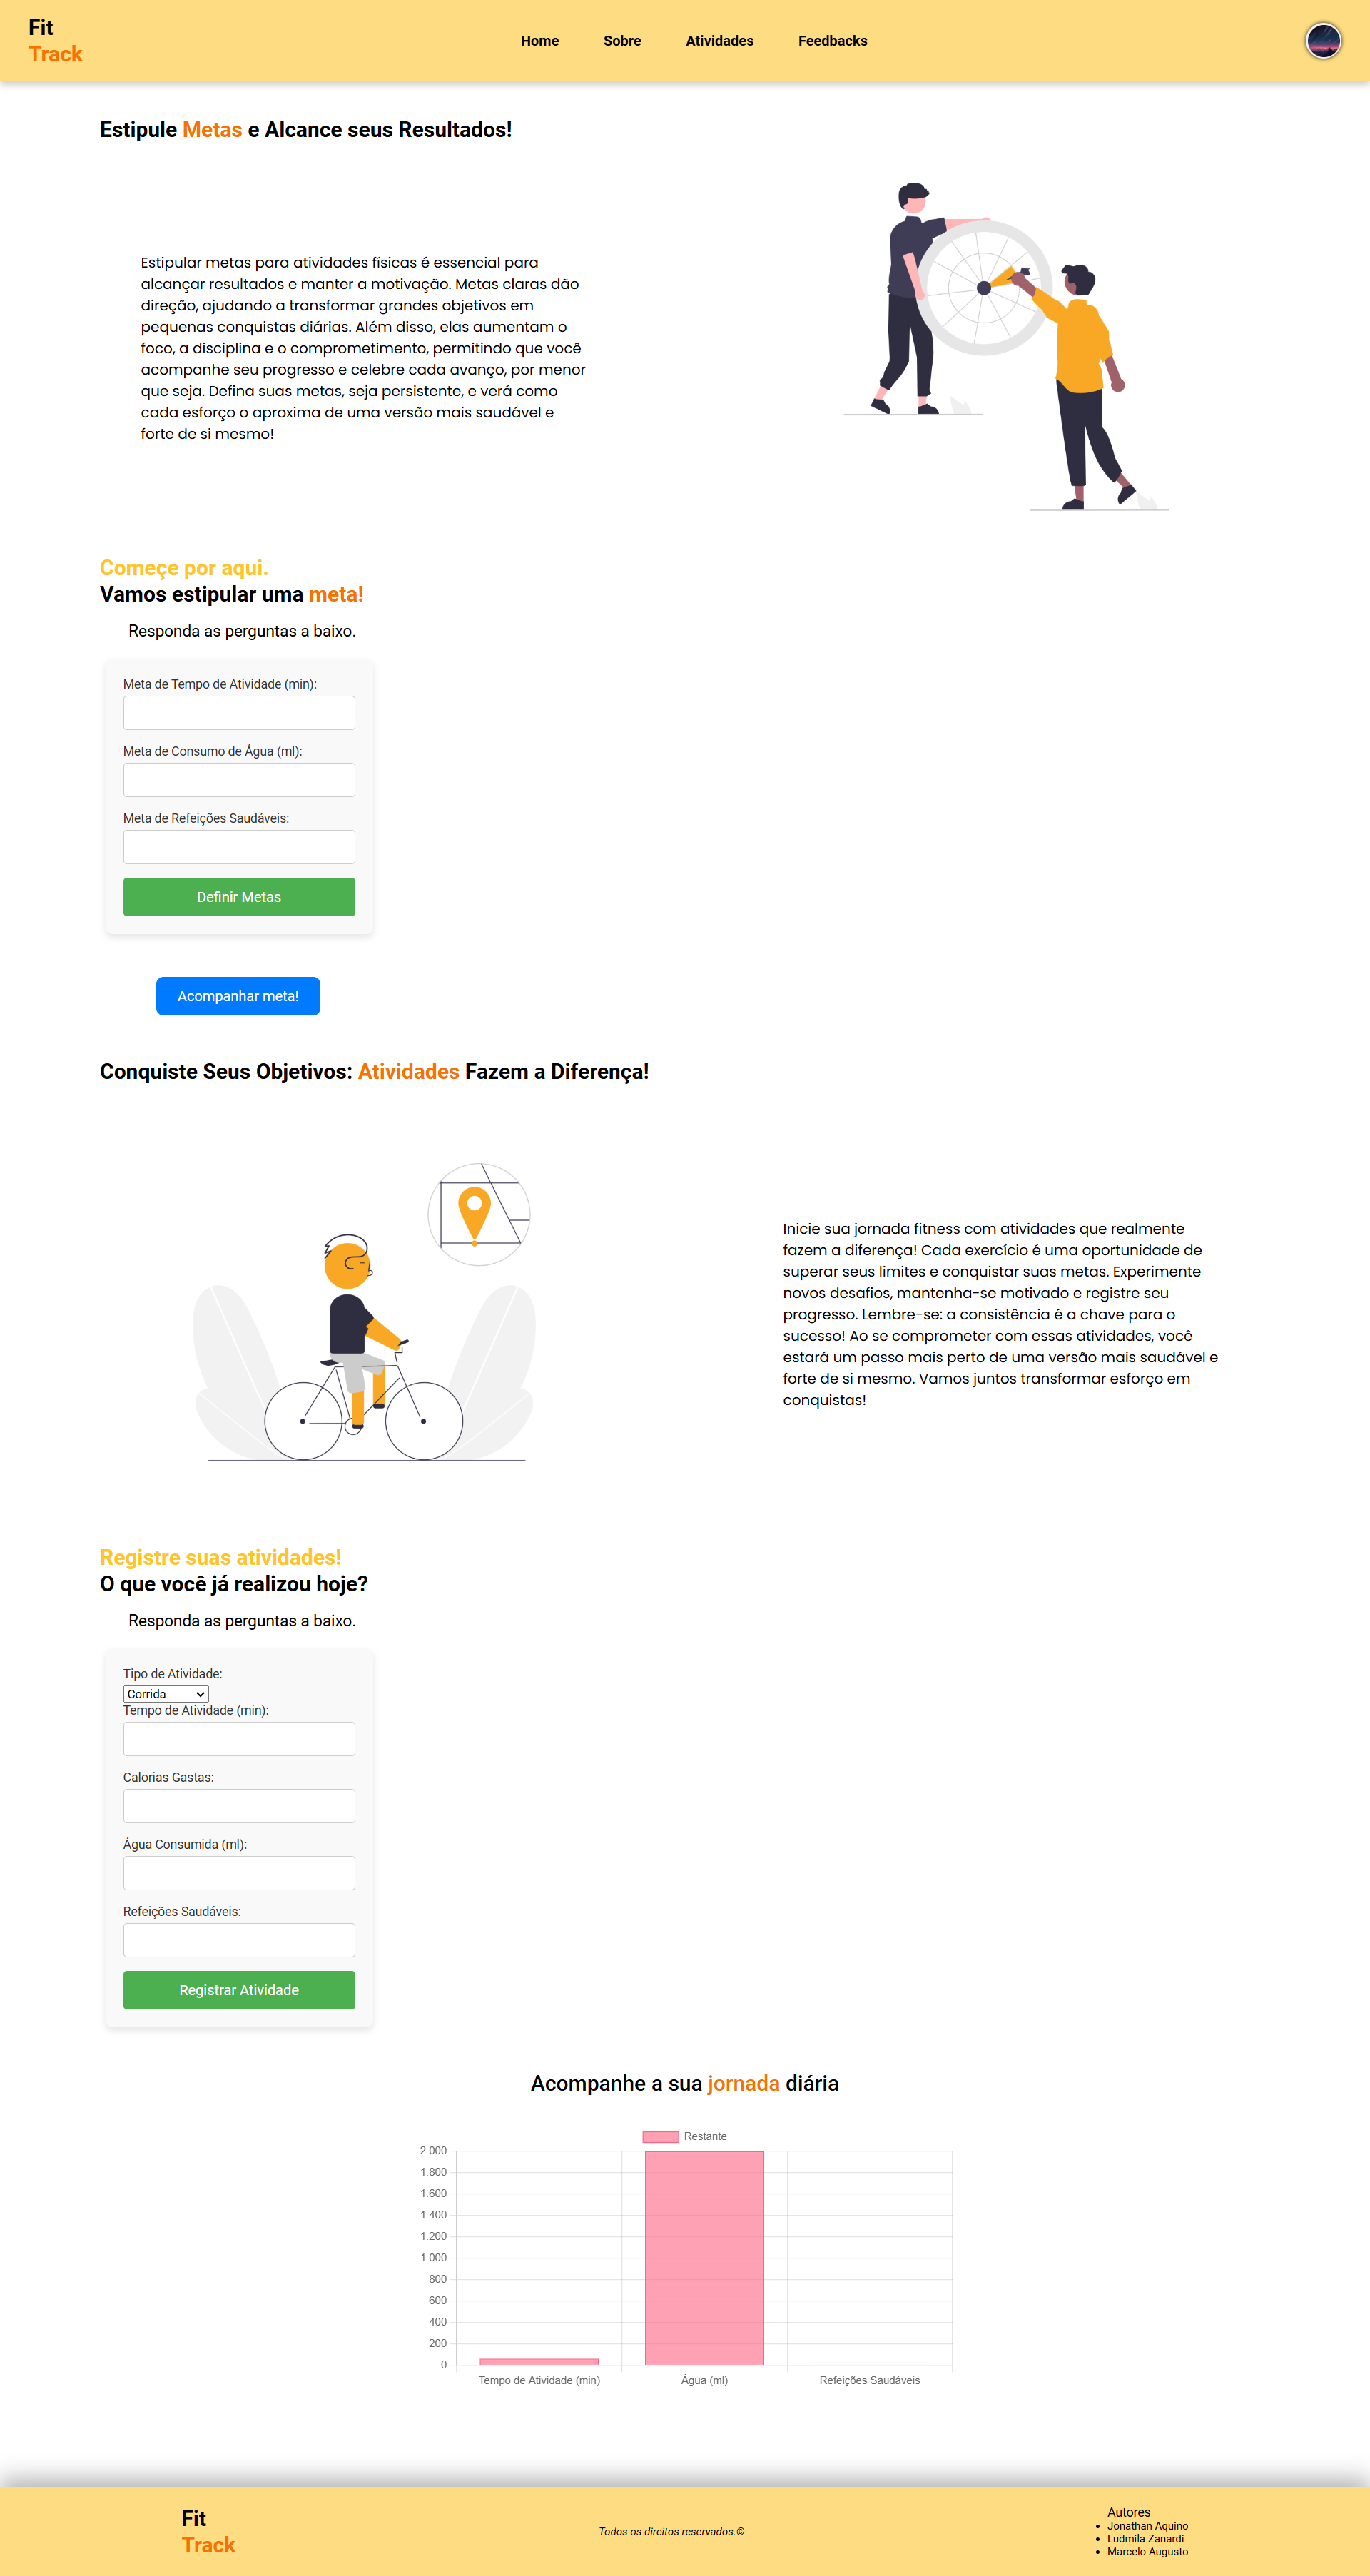 Fit
Track
Home
Sobre
Atividades
Feedbacks
Estipule Metas e Alcance seus Resultados!
Estipular metas para atividades físicas é essencial para
alcançar resultados e manter a motivação. Metas claras dão
direção, ajudando a transformar grandes objetivos em
pequenas conquistas diárias. Além disso, elas aumentam o
foco, a disciplina e o comprometimento, permitindo que você
acompanhe seu progresso e celebre cada avanço, por menor
que seja. Defina suas metas, seja persistente, e verá como
cada esforço o aproxima de uma versão mais saudável e
forte de si mesmo!
Começe por aqui.
Vamos estipular uma meta!
Responda as perguntas a baixo.
Meta de Tempo de Atividade (min):
Meta de Consumo de Água (ml):
Meta de Refeições Saudáveis:
Definir Metas
Acompanhar meta!
Conquiste Seus Objetivos: Atividades Fazem a Diferença!
Inicie sua jornada fitness com atividades que realmente
fazem a diferença! Cada exercício é uma oportunidade de
superar seus limites e conquistar suas metas. Experimente
novos desafios, mantenha-se motivado e registre seu
progresso. Lembre-se: a consistência é a chave para o
sucesso! Ao se comprometer com essas atividades, você
estará um passo mais perto de uma versão mais saudável e
forte de si mesmo. Vamos juntos transformar esforço em
conquistas!
Registre suas atividades!
O que você já realizou hoje?
Responda as perguntas a baixo.
Tipo de Atividade:
Corrida
Tempo de Atividade (min):
Calorias Gastas:
Água Consumida (ml):
Refeições Saudáveis:
Registrar Atividade
Acompanhe a sua jornada diária
Restante
2.000
1.800
1.600
1.400
1.200
1.000
800
600
400
200
0
Tempo de Atividade (min)
Água (ml)
Refeições Saudáveis
Fit
Track
Todos os direitos reservados.©
Autores
Jonathan Aquino
Ludmila Zanardi
Marcelo Augusto